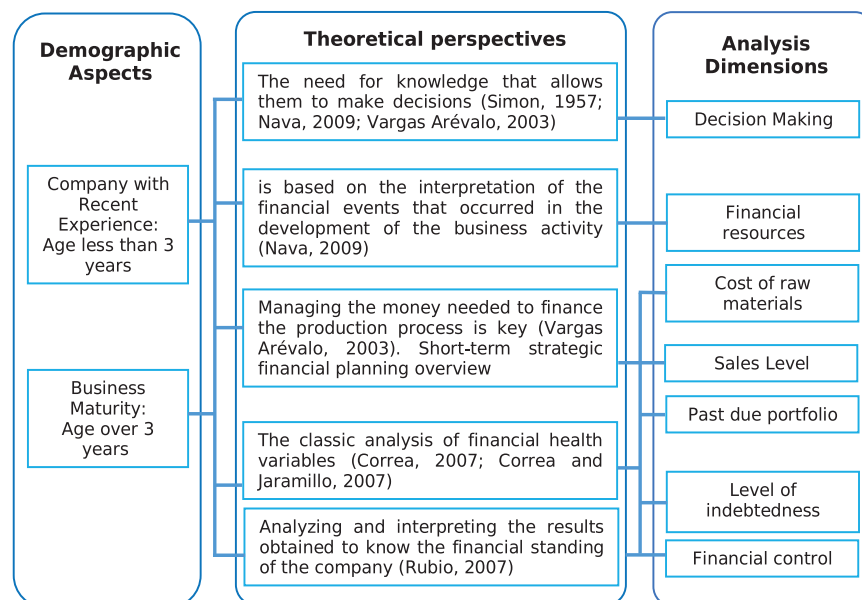 Demographic
Aspects
Company with
Recent
Experience:
Age less than 3
years
Business
Maturity:
Age over 3
years
Theoretical perspectives
The need for knowledge that allows
them to make decisions (Simon, 1957;
Nava, 2009; Vargas Arévalo, 2003)
is based on the interpretation of the
financial events that occurred in the
development of the business activity
(Nava, 2009)
Managing the money needed to finance
the production process is key (Vargas
Arévalo, 2003). Short-term strategic
financial planning overview
The classic analysis of financial health
variables (Correa, 2007; Correa and
Jaramillo, 2007)
Analyzing and interpreting the results
obtained to know the financial standing
of the company (Rubio, 2007)
Analysis
Dimensions
Decision Making
Financial
resources
Cost of raw
materials
Sales Level
Past due portfolio
Level of
indebtedness
Financial control